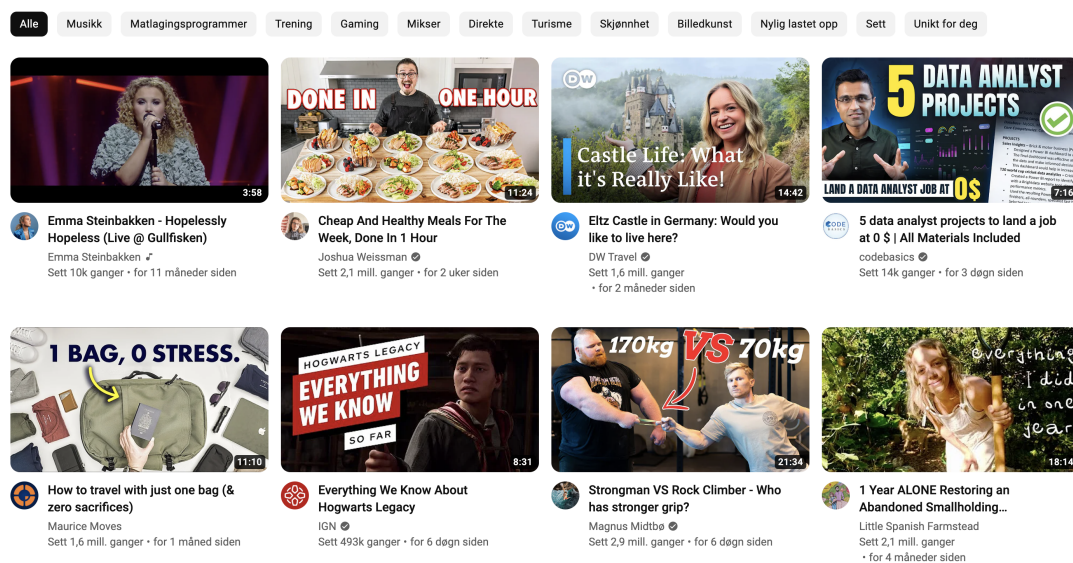 Alle Musikk Matlagingsprogrammer Trening Gaming Mikser Direkte Turisme Skjønnhet Billedkunst Nylig lastet opp Sett Unikt for deg
3:58
DONE IN ONE HOUR
11:24
DW
Castle Life: What
it's Really Like!
14:42
5 DATA ANALYST
PROJECTS
LAND A DATA ANALYST JOB AT 0$
7:16
Emma Steinbakken - Hopelessly
Hopeless (Live @ Gullfisken)
Emma Steinbakken
Sett 10k ganger • for 11 måneder siden
Cheap And Healthy Meals For The
Week, Done In 1 Hour
Joshua Weissman
Sett 2,1 mill. ganger • for 2 uker siden
DW
Eltz Castle in Germany: Would you
like to live here?
DW Travel
Sett 1,6 mill. ganger
• for 2 måneder siden
CODE
BASICS
5 data analyst projects to land a job
at 0 $ | All Materials Included
codebasics
Sett 14k ganger • for 3 døgn siden
1 BAG, 0 STRESS.
11:10
HOGWARTS LEGACY
EVERYTHING
WE KNOW
SO FAR
8:31
170kg VS 70kg
21:34
everything
I did
in one
year
18:14
How to travel with just one bag (&
zero sacrifices)
Maurice Moves
Sett 1,6 mill. ganger • for 1 måned siden
Everything We Know About
Hogwarts Legacy
IGN
Sett 493k ganger • for 6 døgn siden
Strongman VS Rock Climber - Who
has stronger grip?
Magnus Midtbø
Sett 2,9 mill. ganger • for 6 døgn siden
1 Year ALONE Restoring an
Abandoned Smallholding...
Little Spanish Farmstead
Sett 2,1 mill. ganger
• for 4 måneder siden